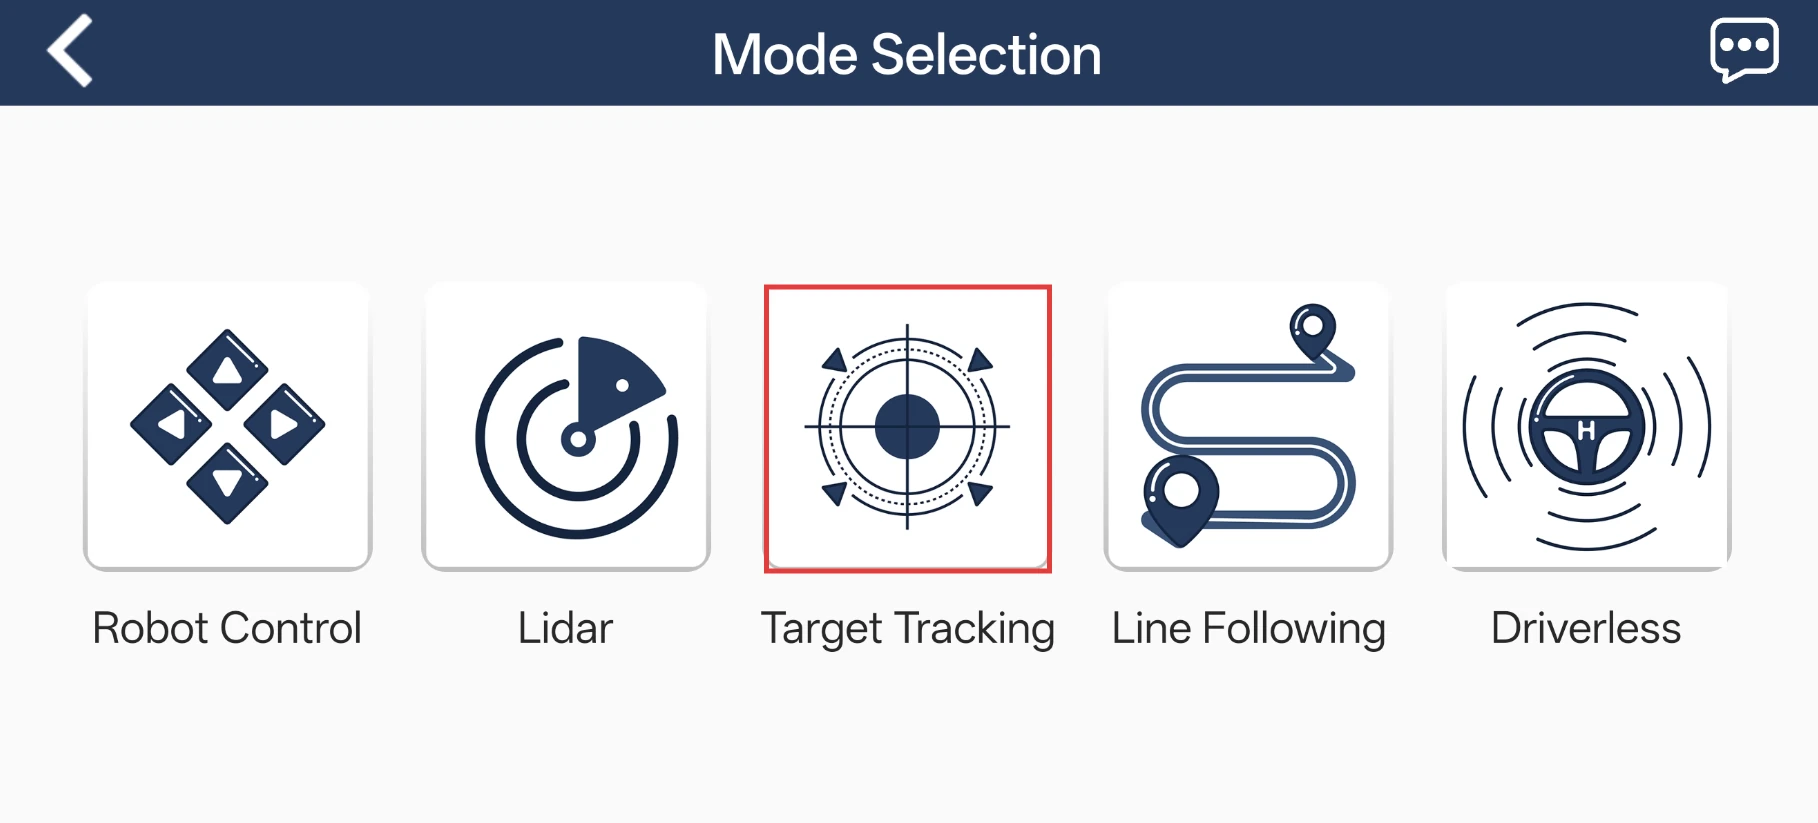 Mode Selection
H
Robot Control
Lidar
Target Tracking
Line Following
Driverless